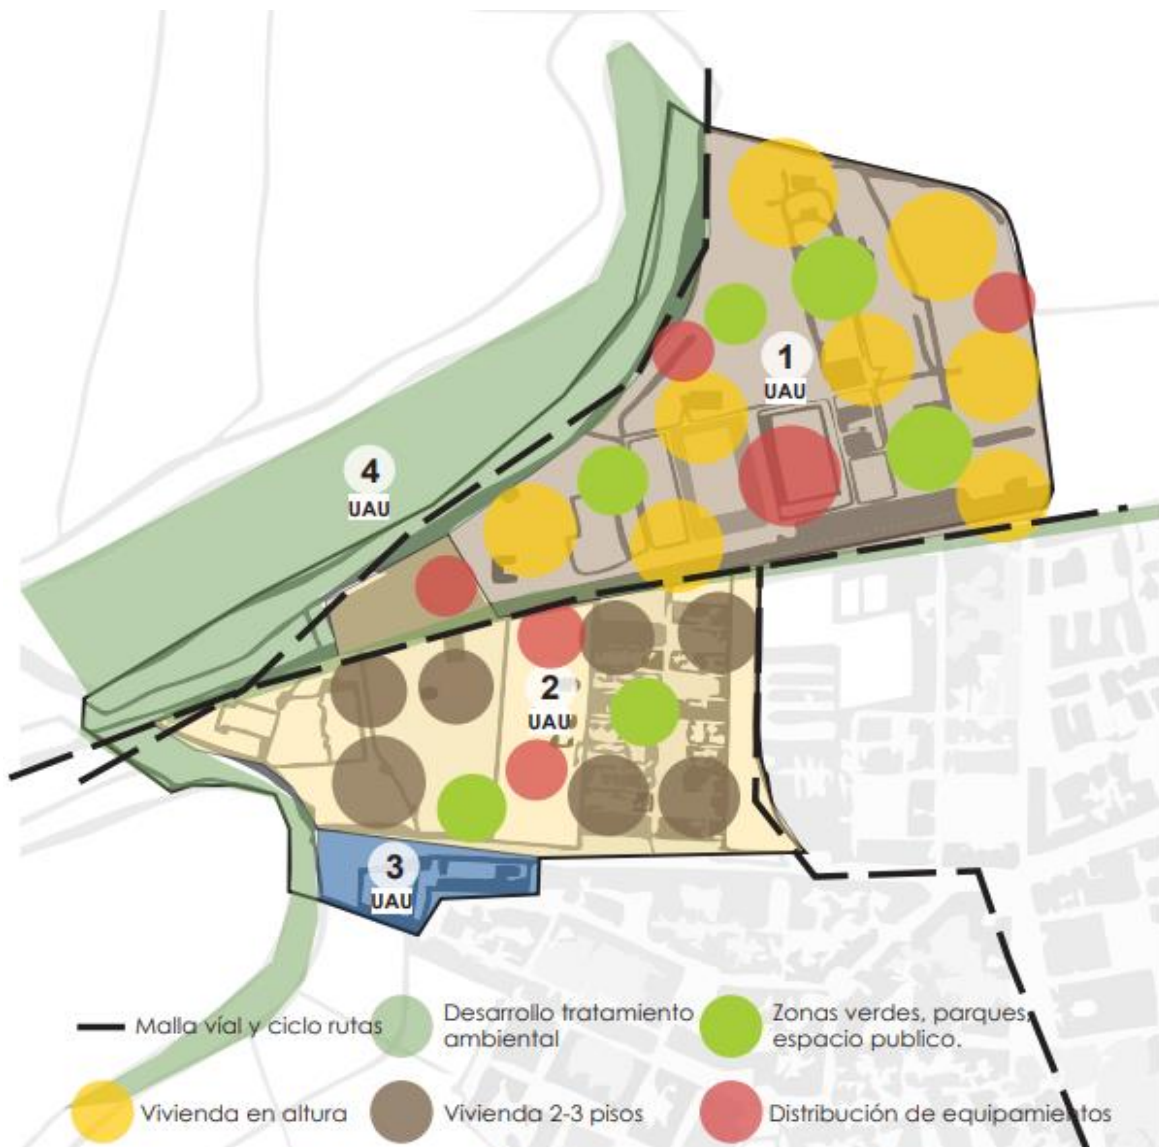 1
UAU
4
UAU
2
UAU
3
UAU
Malla víal y ciclo rutas
Desarrollo tratamiento
ambiental
Zonas verdes, parques,
espacio publico.
Vivienda en altura
Vivienda 2-3 pisos
Distribución de equipamientos